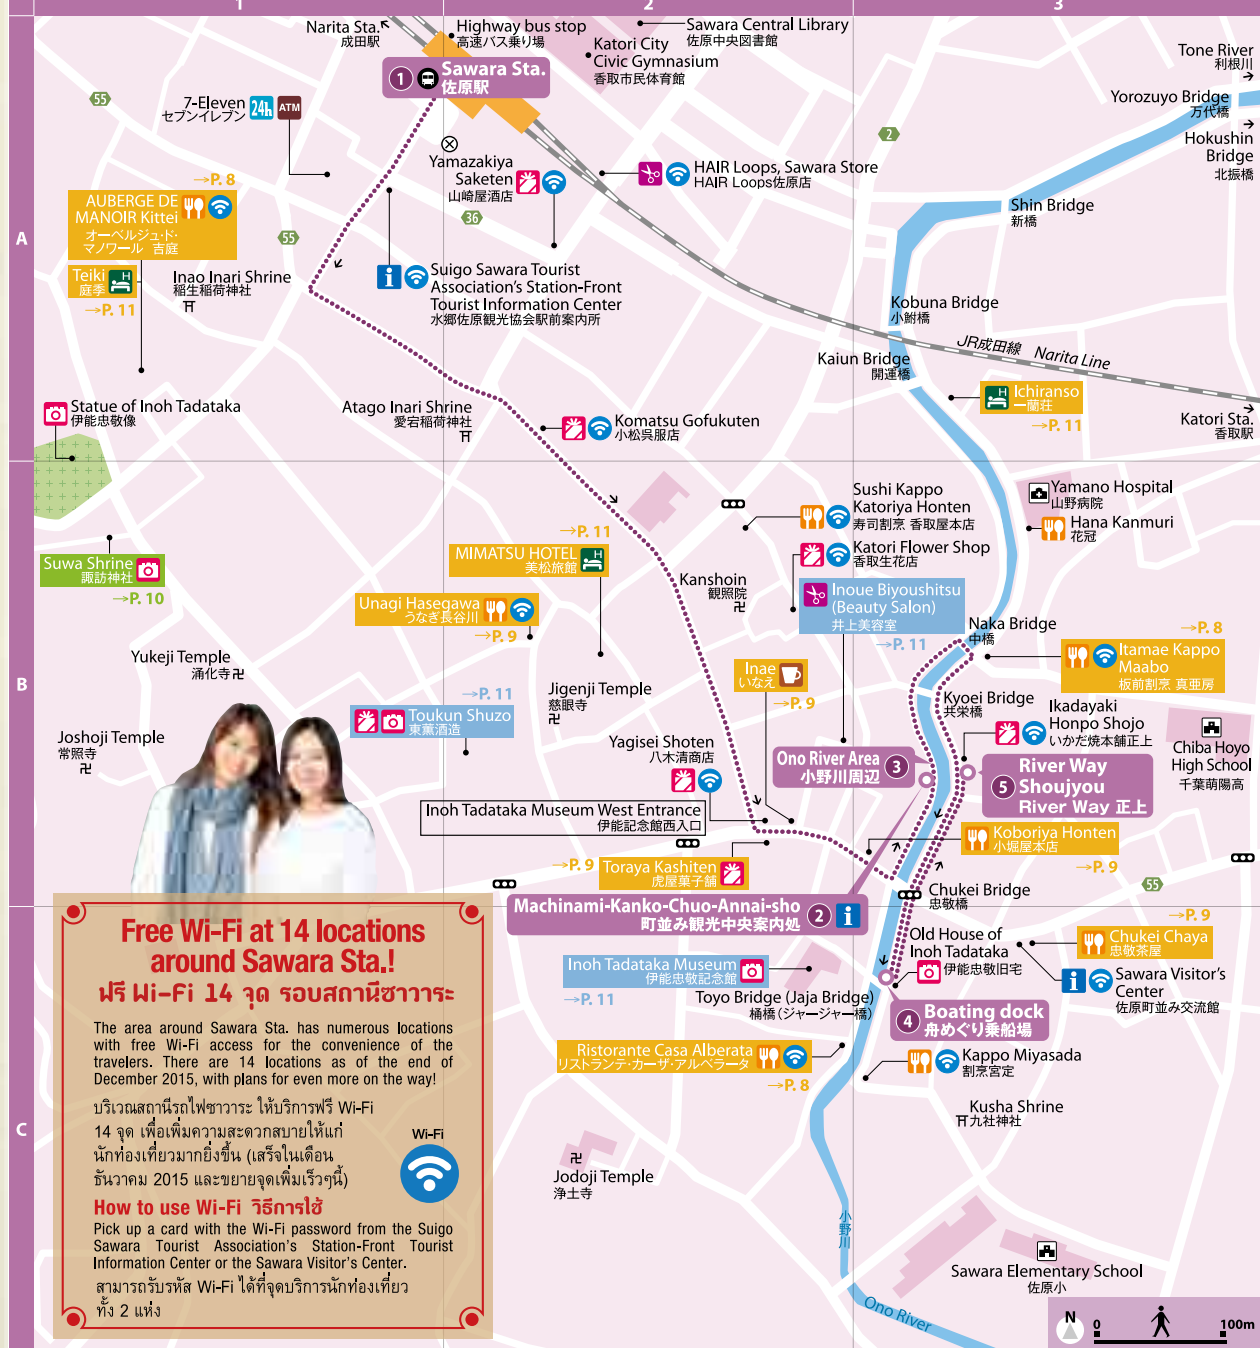 1
2
3
A
B
C
Narita Sta.
成田駅
Highway bus stop
高速バス乗り場
Sawara Central Library
佐原中央図書館
Katori City
Civic Gymnasium
香取市民体育館
Tone River
利根川
Yorozuyo Bridge
万代橋
Hokushin
Bridge
北振橋
1 Sawara Sta.
佐原駅
55
7-Eleven 24h ATM
セブンイレブン
2
Yamazakiya
Saketen
山崎屋酒店
HAIR Loops, Sawara Store
HAIR Loops佐原店
→P. 8
AUBERGE DE
MANOIR Kittei
オーベルジュ·ド·
マノワール 吉庭
36
55
Shin Bridge
新橋
Teiki
庭季
→P. 11
Inao Inari Shrine
稲生稲荷神社
Suigo Sawara Tourist
Association's Station-Front
Tourist Information Center
水郷佐原観光協会駅前案内所
Kobuna Bridge
小鮒橋
Kaiun Bridge
開運橋
JR成田線 Narita Line
Ichiranso
一蘭荘
→P. 11
Katori Sta.
香取駅
Statue of Inoh Tadataka
伊能忠敬像
Atago Inari Shrine
愛宕稲荷神社
Komatsu Gofukuten
小松呉服店
Sushi Kappo
Katoriya Honten
寿司割烹 香取屋本店
Yamano Hospital
山野病院
Hana Kanmuri
花冠
→P. 11
MIMATSU HOTEL
美松旅館
Katori Flower Shop
香取生花店
Suwa Shrine
諏訪神社
→P. 10
Kanshoin
観照院
Inoue Biyoushitsu
(Beauty Salon)
井上美容室
→P. 11
Unagi Hasegawa
うなぎ長谷川
→P. 9
Naka Bridge
中橋
→P. 8
Itamae Kappo
Maabo
板前割烹 真亜房
Yukeji Temple
涌化寺
Inae
いなえ
→P. 9
Jigenji Temple
慈眼寺
Kyoei Bridge
共栄橋
Ikadayaki
Honpo Shojo
いかだ焼本舗正上
→P. 11
Toukun Shuzo
東薫酒造
Joshoji Temple
常照寺
Yagisei Shoten
八木清商店
Ono River Area
小野川周辺 3
5 River Way
Shoujyou
River Way 正上
Chiba Hoyo
High School
千葉萌陽高
Inoh Tadataka Museum West Entrance
伊能記念館西入口
Koboriya Honten
小堀屋本店
→P. 9
→P. 9
Toraya Kashiten
虎屋菓子舗
55
Chukei Bridge
忠敬橋
Machinami-Kanko-Chuo-Annai-sho
町並み観光中央案内処 2
→P. 9
Chukei Chaya
忠敬茶屋
Old House of
Inoh Tadataka
伊能忠敬旧宅
Inoh Tadataka Museum
伊能忠敬記念館
→P. 11
Sawara Visitor's
Center
佐原町並み交流館
Toyo Bridge (Jaja Bridge)
樋橋(ジャージャー橋)
4 Boating dock
舟めぐり乗船場
Ristorante Casa Alberata
リストランテ·カーザ·アルベラータ
→P. 8
Kappo Miyasada
割烹宮定
Kusha Shrine
九社神社
Jodoji Temple
浄土寺
小野川
Sawara Elementary School
佐原小
Ono River
N
0 100m
Free Wi-Fi at 14 locations
around Sawara Sta.!
ฟรี Wi-Fi 14 จุด รอบสถานีซาวาระ
The area around Sawara Sta. has numerous locations
with free Wi-Fi access for the convenience of the
travelers. There are 14 locations as of the end of
December 2015, with plans for even more on the way!
บริเวณสถานีรถไฟซาวาระ ให้บริการฟรี Wi-Fi
14 จุด เพื่อเพิ่มความสะดวกสบายให้แก่
นักท่องเที่ยวมากยิ่งขึ้น (เสร็จในเดือน
ธันวาคม 2015 และขยายจุดเพิ่มเร็วๆนี้)
Wi-Fi
How to use Wi-Fi วิธีการใช้
Pick up a card with the Wi-Fi password from the Suigo
Sawara Tourist Association's Station-Front Tourist
Information Center or the Sawara Visitor's Center.
สามารถรับรหัส Wi-Fi ได้ที่จุดบริการนักท่องเที่ยว
ทั้ง 2 แห่ง